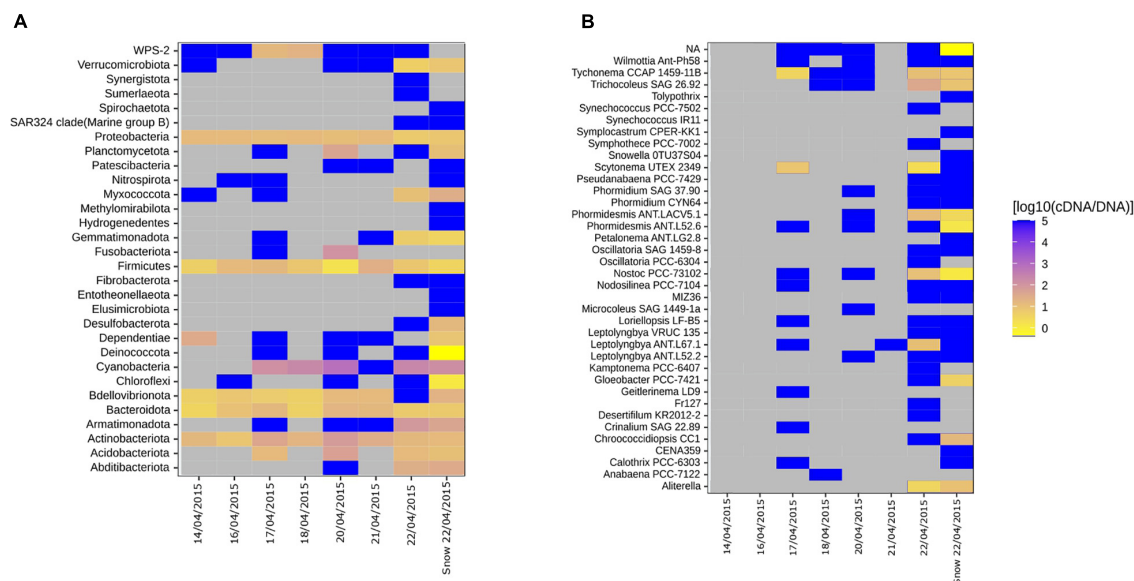 A
WPS-2
Verrucomicrobiota
Synergistota
Sumerlaeota
Spirochaetota
SAR324 clade(Marine group B)
Proteobacteria
Planctomycetota
Patescibacteria
Nitrospirota
Myxococcota
Methylomirabilota
Hydrogenedentes
Gemmatimonadota
Fusobacteriota
Firmicutes
Fibrobacterota
Entotheonellaeota
Elusimicrobiota
Desulfobacterota
Dependentiae
Deinococcota
Cyanobacteria
Chloroflexi
Bdellovibrionota
Bacteroidota
Armatimonadota
Actinobacteriota
Acidobacteriota
Abditibacteriota
14/04/2015
16/04/2015
17/04/2015
18/04/2015
20/04/2015
21/04/2015
22/04/2015
Snow 22/04/2015
B
NA
Wilmottia Ant-Ph58
Tychonema CCAP 1459-11B
Trichocoleus SAG 26.92
Tolypothrix
Synechococcus PCC-7502
Synechococcus IR11
Symplocastrum CPER-KK1
Symphothece PCC-7002
Snowella 0TU37S04
Scytonema UTEX 2349
Pseudanabaena PCC-7429
Phormidium SAG 37.90
Phormidium CYN64
Phormidesmis ANT.LACV5.1
Phormidesmis ANT.L52.6
Petalonema ANT.LG2.8
Oscillatoria SAG 1459-8
Oscillatoria PCC-6304
Nostoc PCC-73102
Nodosilinea PCC-7104
MIZ36
Microcoleus SAG 1449-1a
Loriellopsis LF-B5
Leptolyngbya VRUC 135
Leptolyngbya ANT.L67.1
Leptolyngbya ANT.L52.2
Kamptonema PCC-6407
Gloeobacter PCC-7421
Geitlerinema LD9
Fr127
Desertifilum KR2012-2
Crinalium SAG 22.89
Chroococcidiopsis CC1
CENA359
Calothrix PCC-6303
Anabaena PCC-7122
Aliterella
14/04/2015
16/04/2015
17/04/2015
18/04/2015
20/04/2015
21/04/2015
22/04/2015
Snow 22/04/2015
[log10(cDNA/DNA)]
5
4
3
2
1
0